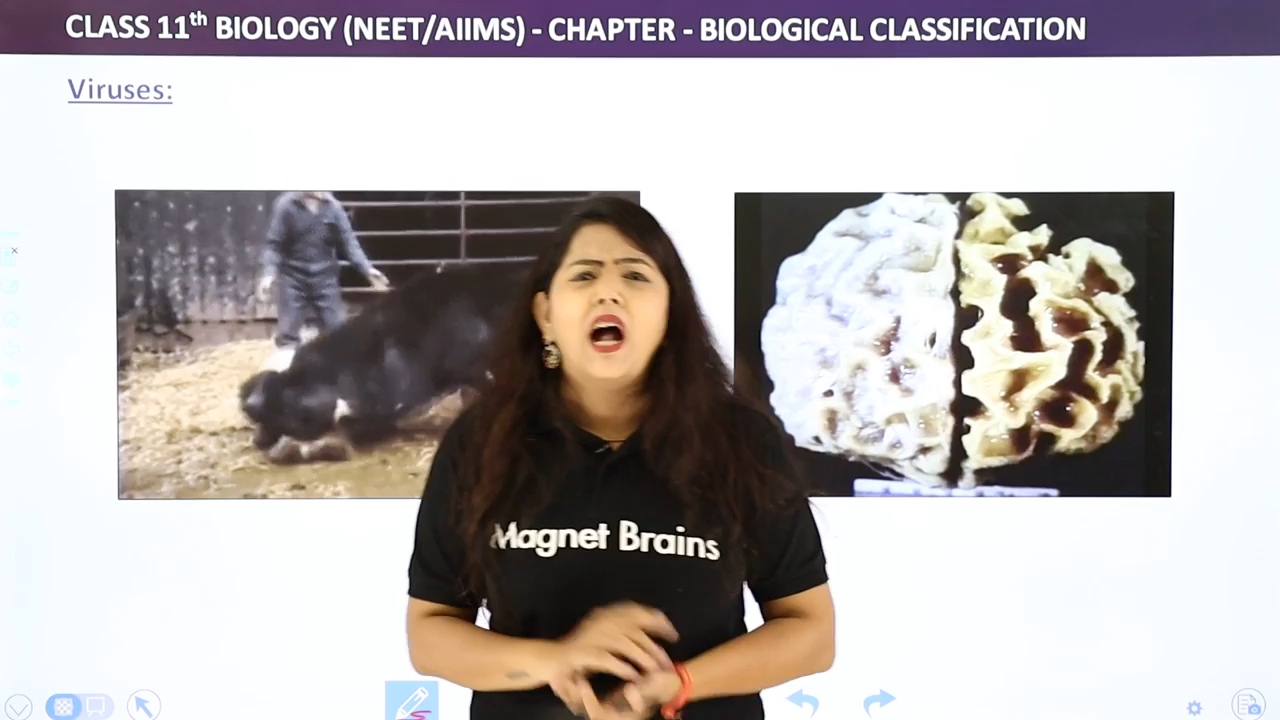 CLASS 11th BIOLOGY (NEET/AIIMS) - CHAPTER - BIOLOGICAL CLASSIFICATION
Viruses:
Magnet Brains